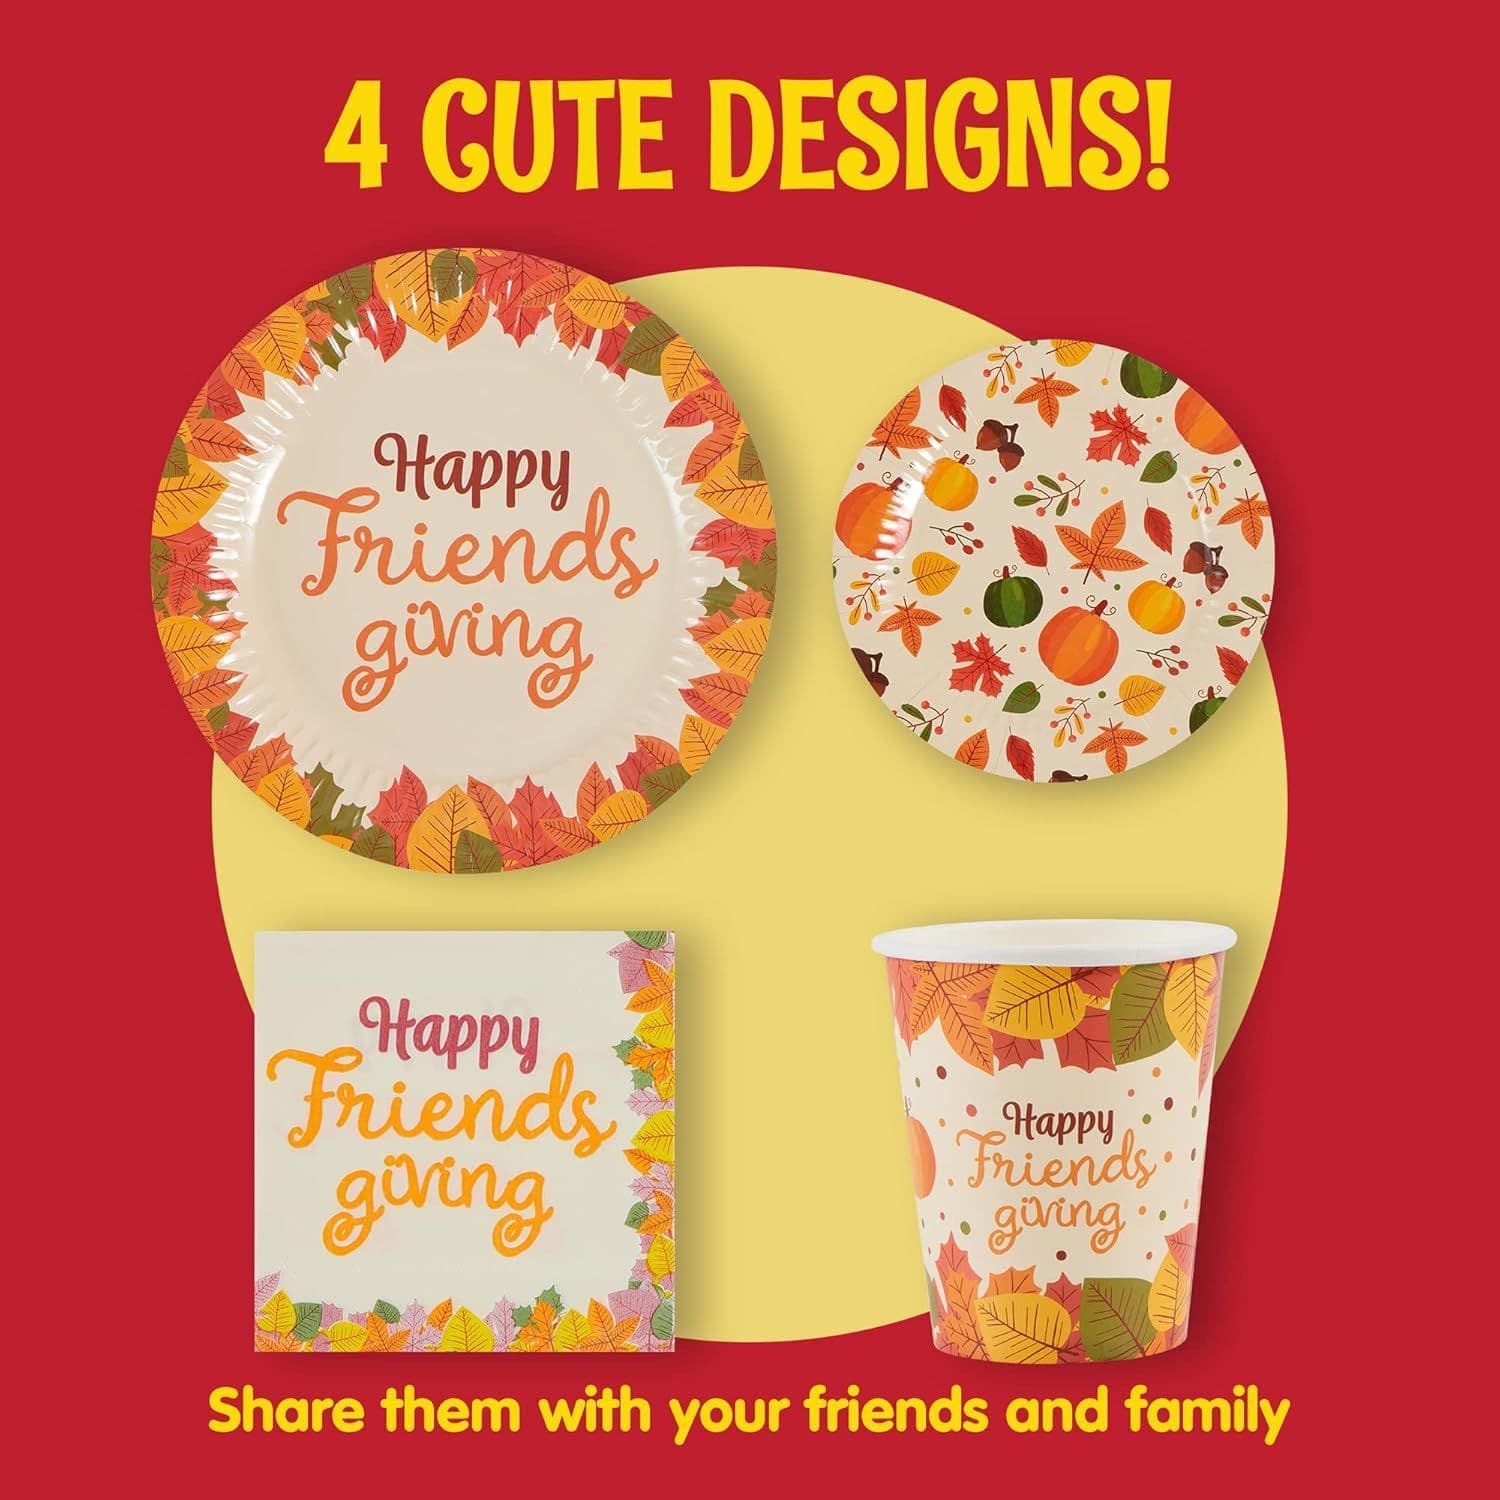 4 CUTE DESIGNS!
Happy
Friends
giving
Happy
Friends
giving
Happy
Friends
giving
Share them with your friends and family